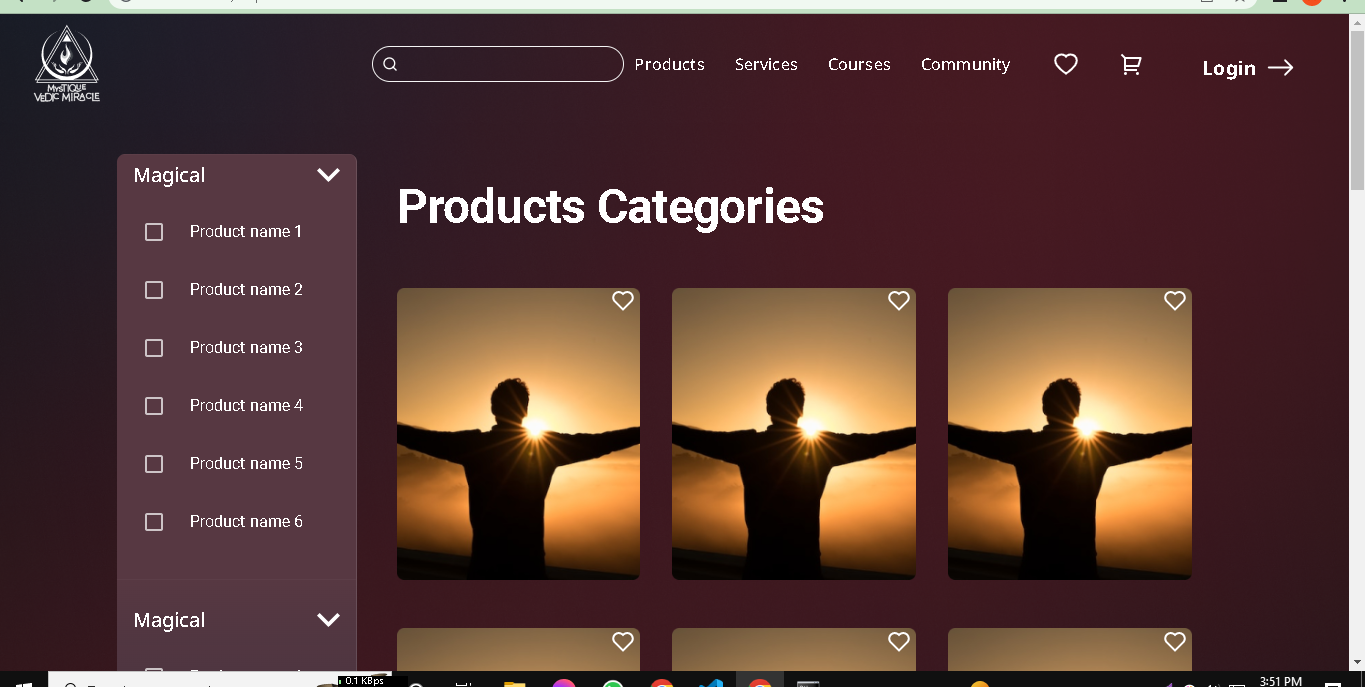 MYSTIQUE
VEDIC MIRACLE
Products Services Courses Community
Login
Magical
Product name 1
Product name 2
Product name 3
Product name 4
Product name 5
Product name 6
Magical
Products Categories
0.1 KBps
3:51 PM